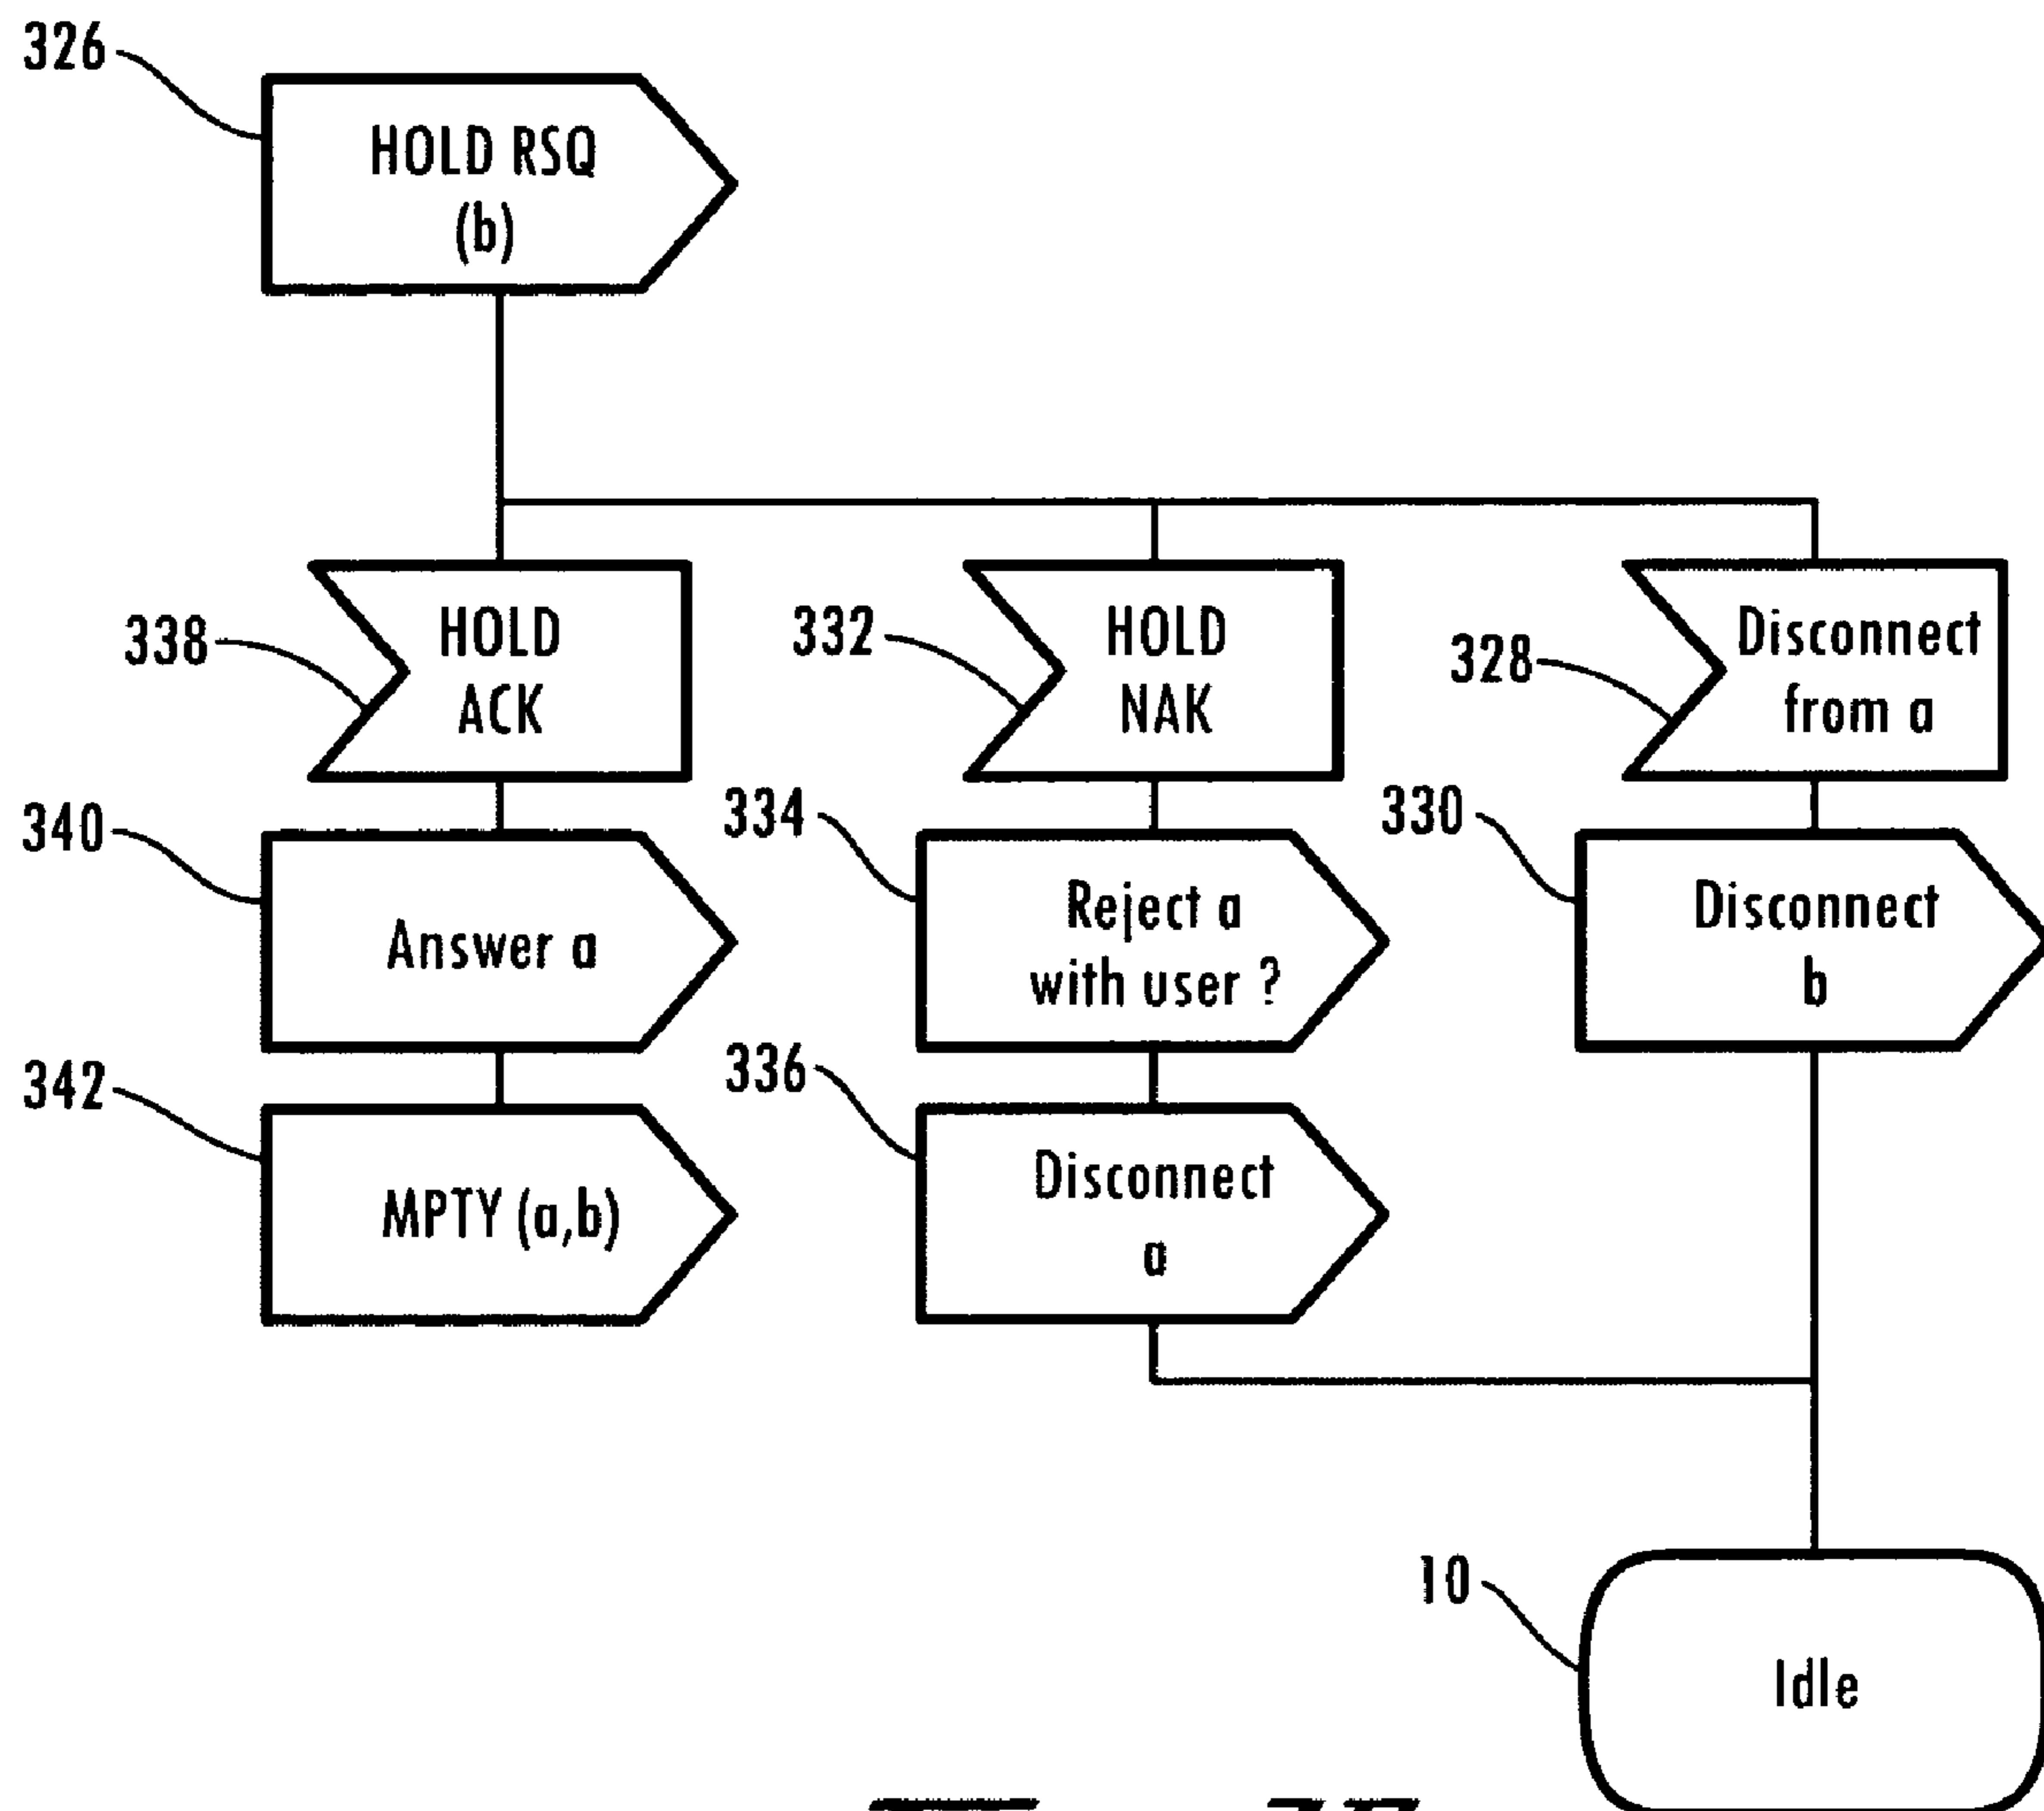 326
HOLD RSQ
(b)
338
HOLD
ACK
332
HOLD
NAK
328
Disconnect
from a
340
Answer a
334
Reject a
with user ?
330
Disconnect
b
342
MPTY (a,b)
336
Disconnect
a
10
Idle